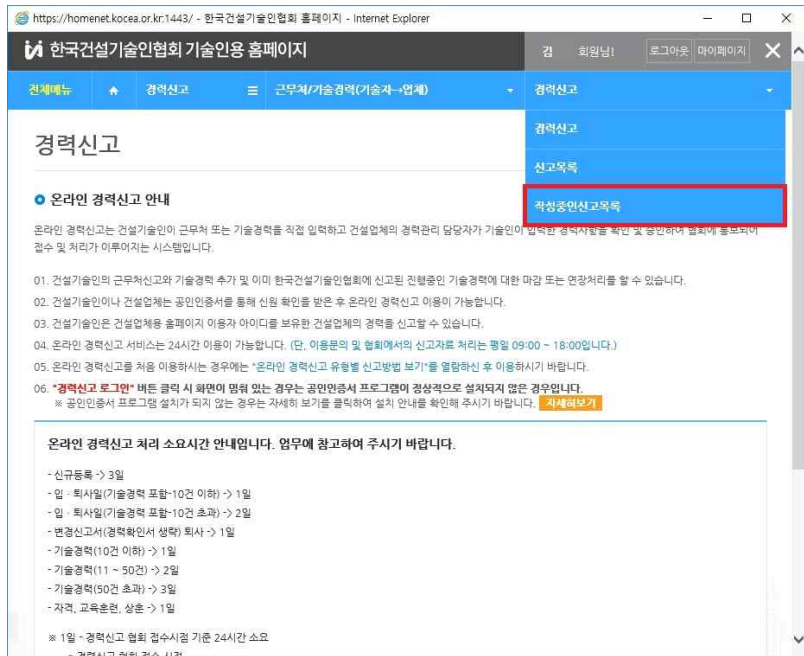 https://homenet.kocea.or.kr:1443/ - 한국건설기술인협회 홈페이지 - Internet Explorer
한국건설기술인협회 기술인용 홈페이지
김 회원님!
로그아웃
마이페이지
전체메뉴
경력신고
근무처/기술경력(기술자→업체)
경력신고
경력신고
신고목록
작성중인신고목록
경력신고
온라인 경력신고 안내
온라인 경력신고는 건설기술인이 근무처 또는 기술경력을 직접 입력하고 건설업체의 경력관리 담당자가 기술인이 입력한 경력사항을 확인 및 승인하여 협회에 통보되어
접수 및 처리가 이루어지는 시스템입니다.
01. 건설기술인의 근무처신고와 기술경력 추가 및 이미 한국건설기술인협회에 신고된 진행중인 기술경력에 대한 마감 또는 연장처리를 할 수 있습니다.
02. 건설기술인이나 건설업체는 공인인증서를 통해 신원 확인을 받은 후 온라인 경력신고 이용이 가능합니다.
03. 건설기술인은 건설업체용 홈페이지 이용자 아이디를 보유한 건설업체의 경력을 신고할 수 있습니다.
04. 온라인 경력신고 서비스는 24시간 이용이 가능합니다. (단, 이용문의 및 협회에서의 신고자료 처리는 평일 09:00 ~ 18:00입니다.)
05. 온라인 경력신고를 처음 이용하시는 경우에는 "온라인 경력신고 유형별 신고방법 보기"를 열람하신 후 이용하시기 바랍니다.
06. "경력신고 로그인" 버튼 클릭 시 화면이 멈춰 있는 경우는 공인인증서 프로그램이 정상적으로 설치되지 않은 경우입니다.
※ 공인인증서 프로그램 설치가 되지 않는 경우는 자세히 보기를 클릭하여 설치 안내를 확인해 주시기 바랍니다. 자세히보기
온라인 경력신고 처리 소요시간 안내입니다. 업무에 참고하여 주시기 바랍니다.
- 신규등록 -> 3일
- 입 · 퇴사일(기술경력 포함-10건 이하) -> 1일
- 입 · 퇴사일(기술경력 포함-10건 초과) -> 2일
- 변경신고서(경력확인서 생략) 퇴사 -> 1일
- 기술경력(10건 이하) -> 1일
- 기술경력(11 ~ 50건) -> 2일
- 기술경력(50건 초과) -> 3일
- 자격, 교육훈련, 상훈 -> 1일
※ 1일 - 경력신고 협회 접수시점 기준 24시간 소요